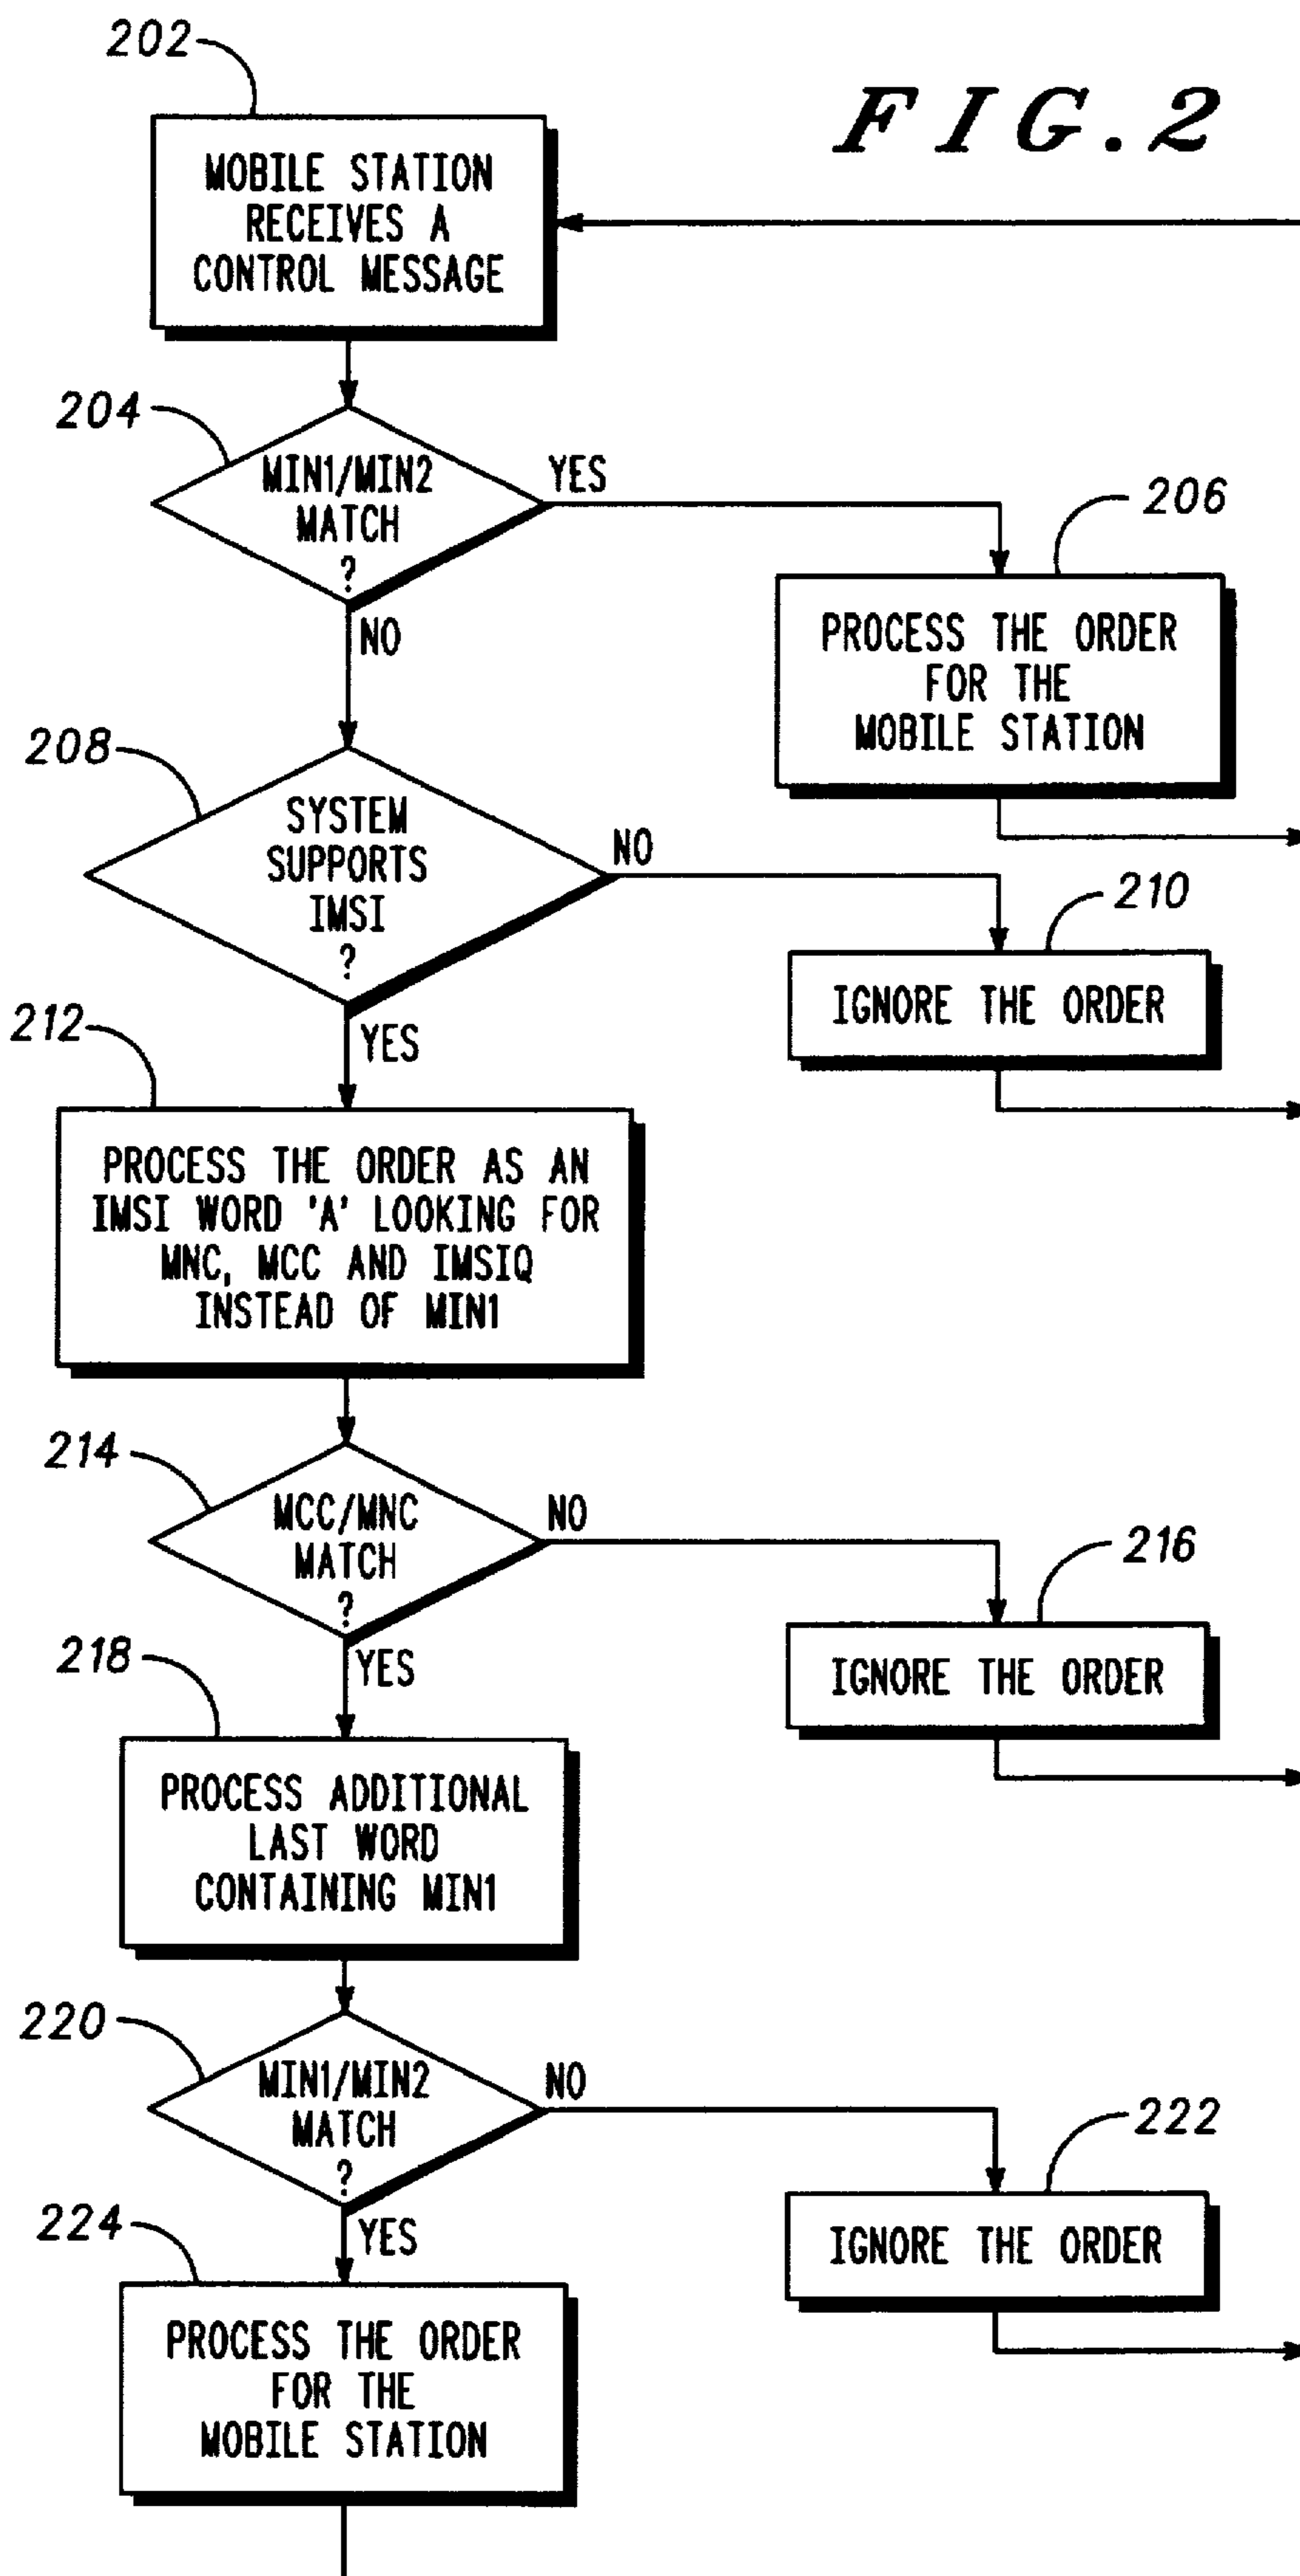 202
FIG.2
MOBILE STATION
RECEIVES A
CONTROL MESSAGE
204
MIN1/MIN2
MATCH
?
YES
NO
206
PROCESS THE ORDER
FOR THE
MOBILE STATION
208
SYSTEM
SUPPORTS
IMSI
?
NO
YES
210
IGNORE THE ORDER
212
PROCESS THE ORDER AS AN
IMSI WORD 'A' LOOKING FOR
MNC, MCC AND IMSIQ
INSTEAD OF MIN1
214
MCC/MNC
MATCH
?
NO
YES
216
IGNORE THE ORDER
218
PROCESS ADDITIONAL
LAST WORD
CONTAINING MIN1
220
MIN1/MIN2
MATCH
?
NO
YES
222
IGNORE THE ORDER
224
PROCESS THE ORDER
FOR THE
MOBILE STATION